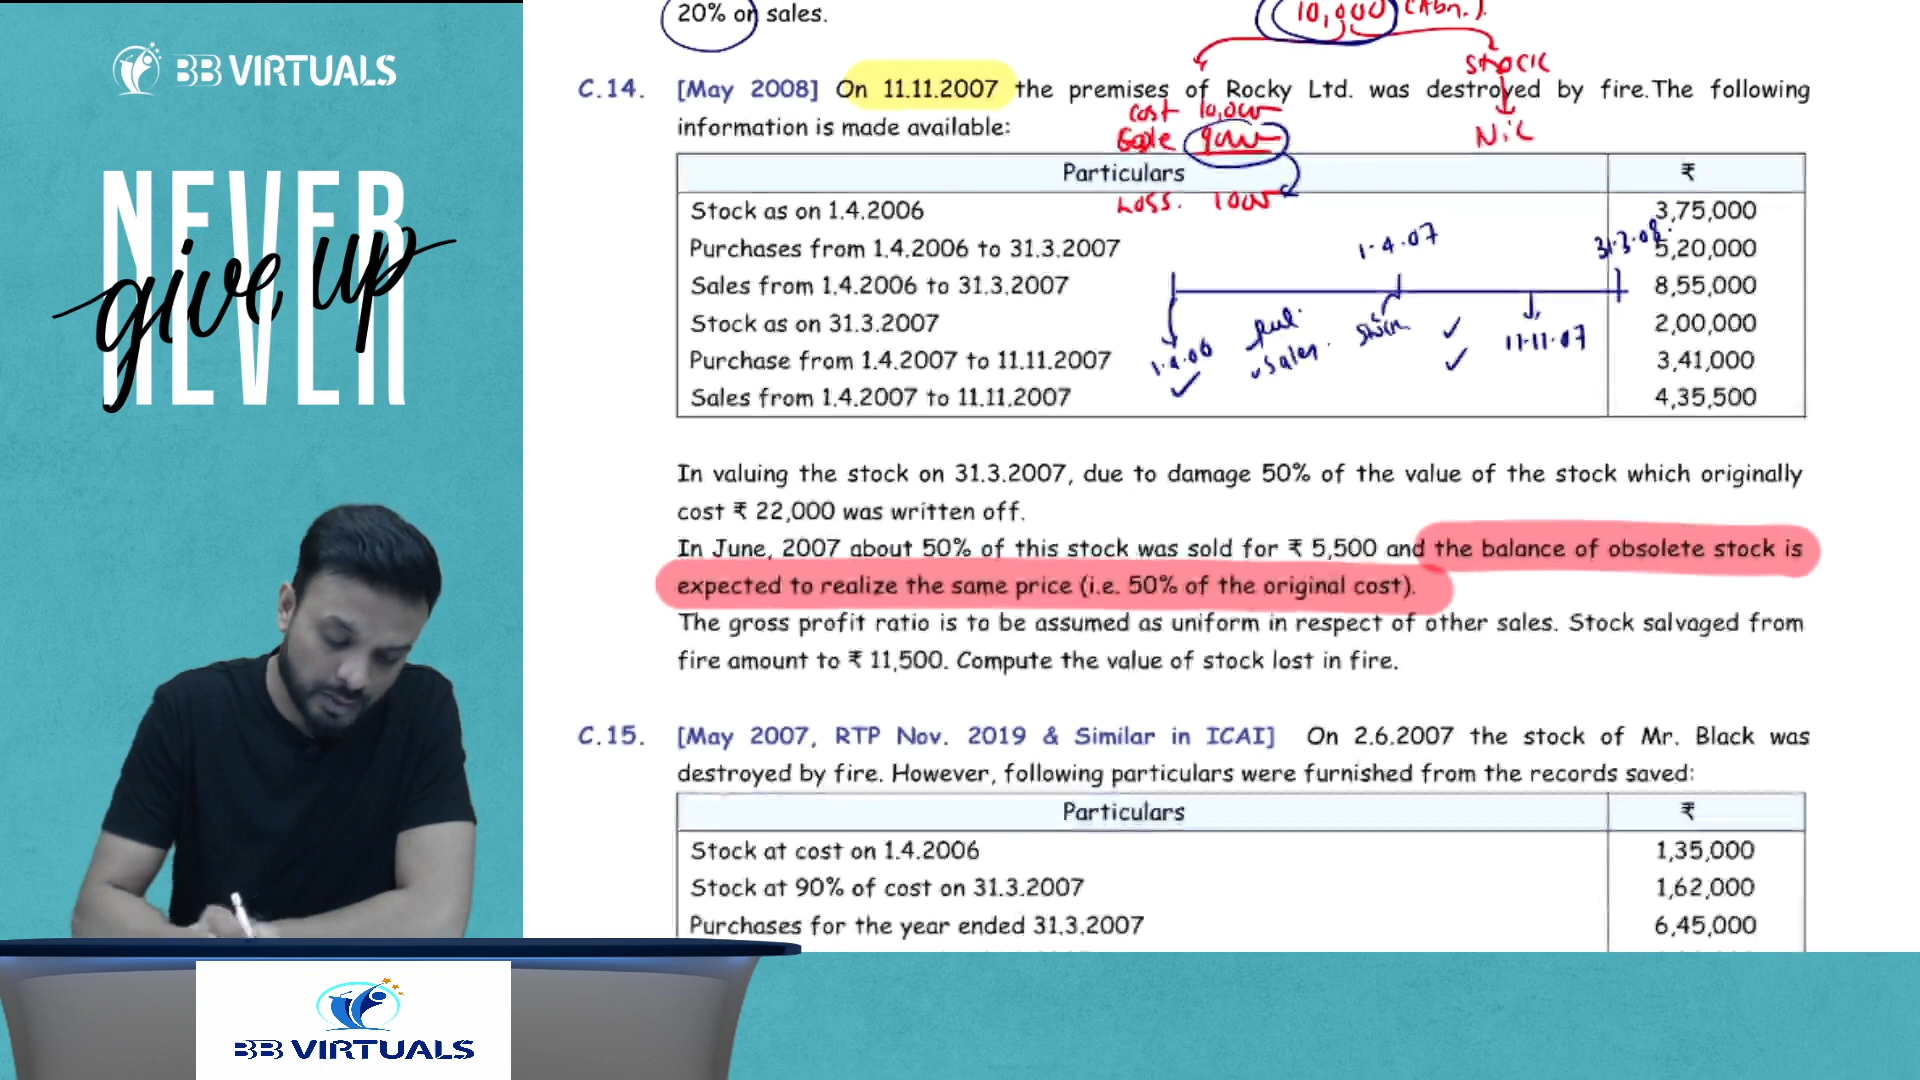 BB VIRTUALS
NEVER
give up
NEVER
BB VIRTUALS
20% on sales.
10,000 (Abn.).
Stock
Nil
C.14. [May 2008] On 11.11.2007 the premises of Rocky Ltd. was destroyed by fire.The following
information is made available:
Cost 10,000
Sale 9000
Loss. 1000
Particulars ₹
Stock as on 1.4.2006 3,75,000
Purchases from 1.4.2006 to 31.3.2007 5,20,000
Sales from 1.4.2006 to 31.3.2007 8,55,000
Stock as on 31.3.2007 2,00,000
Purchase from 1.4.2007 to 11.11.2007 3,41,000
Sales from 1.4.2007 to 11.11.2007 4,35,500
1.4.07
31.3.08
1.4.06
Pur.
Sales.
Stock
11.11.07
In valuing the stock on 31.3.2007, due to damage 50% of the value of the stock which originally
cost ₹ 22,000 was written off.
In June, 2007 about 50% of this stock was sold for ₹ 5,500 and the balance of obsolete stock is
expected to realize the same price (i.e. 50% of the original cost).
The gross profit ratio is to be assumed as uniform in respect of other sales. Stock salvaged from
fire amount to ₹ 11,500. Compute the value of stock lost in fire.
C.15. [May 2007, RTP Nov. 2019 & Similar in ICAI] On 2.6.2007 the stock of Mr. Black was
destroyed by fire. However, following particulars were furnished from the records saved:
Particulars ₹
Stock at cost on 1.4.2006 1,35,000
Stock at 90% of cost on 31.3.2007 1,62,000
Purchases for the year ended 31.3.2007 6,45,000